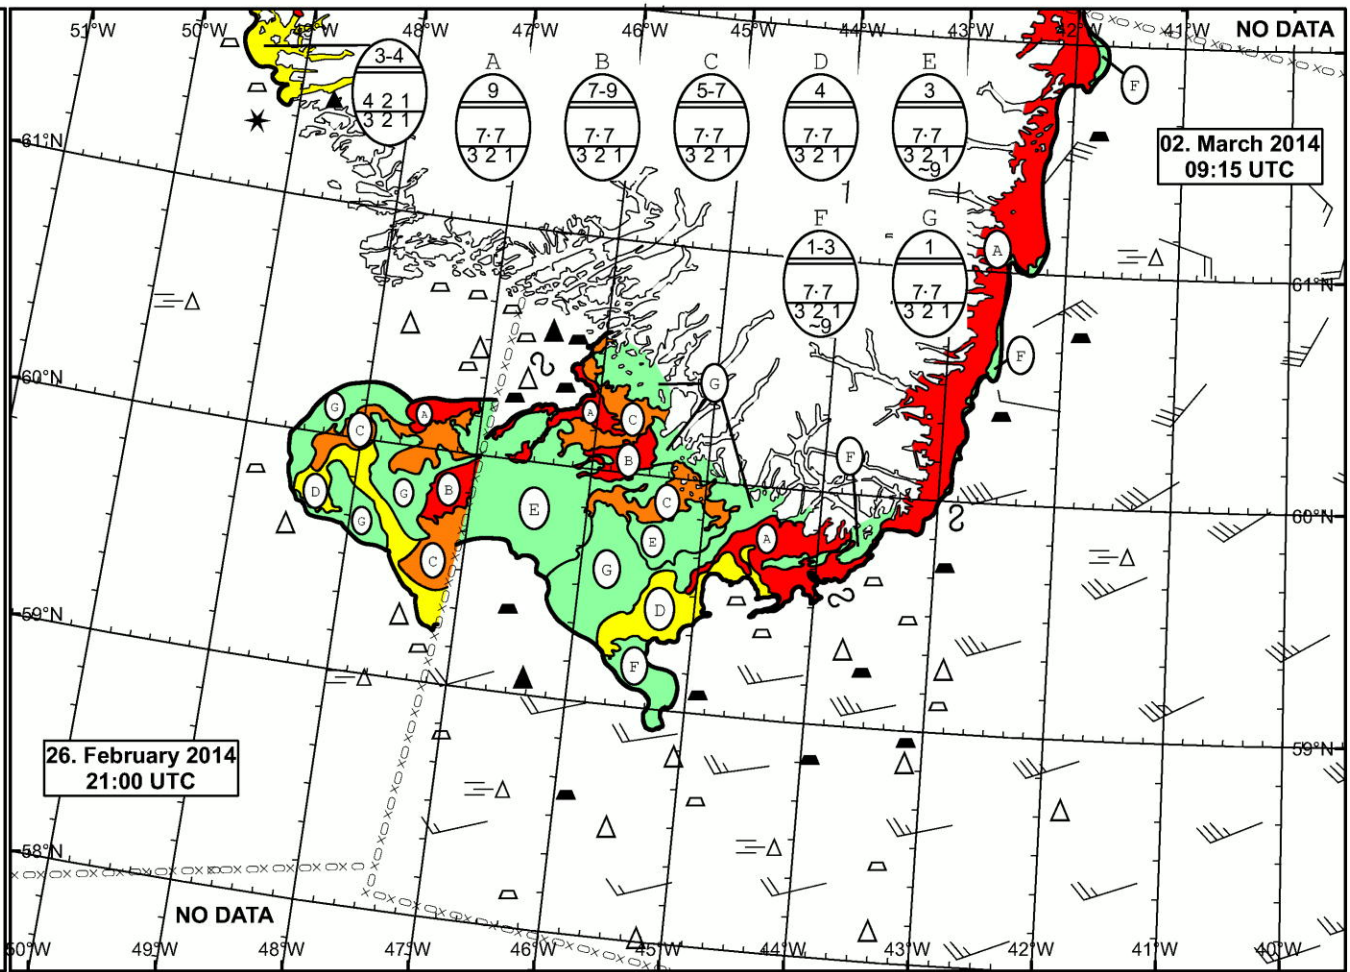 51°W 50°W 49°W 48°W 47°W 46°W 45°W 44°W 43°W 42°W 41°W
NO DATA
3-4
4 2 1
3 2 1
A
9
7·7
3 2 1
B
7-9
7·7
3 2 1
C
5-7
7·7
3 2 1
D
4
7·7
3 2 1
E
3
7·7
3 2 1
~9
F
61°N
02. March 2014
09:15 UTC
F
1-3
7·7
3 2 1
~9
G
1
7·7
3 2 1
A
61°N
F
60°N
G
G
A
A
C
C
B
F
D
G
B
E
C
60°N
G
E
A
C
G
D
59°N
F
26. February 2014
21:00 UTC
59°N
58°N
NO DATA
50°W 49°W 48°W 47°W 46°W 45°W 44°W 43°W 42°W 41°W 40°W